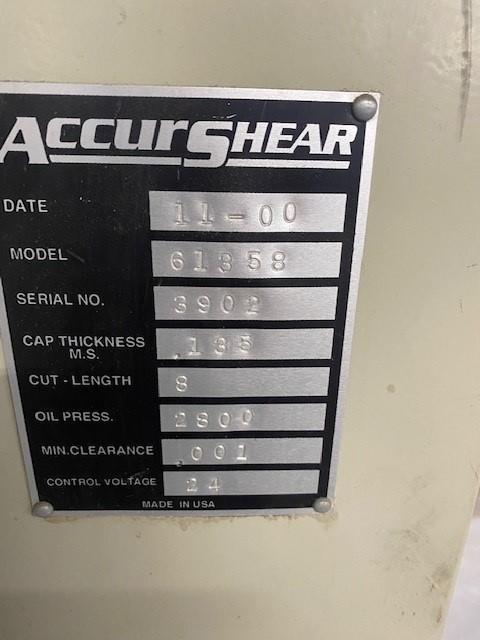 AccurShear
DATE 11-00
MODEL 61358
SERIAL NO. 3902
CAP THICKNESS M.S. .135
CUT - LENGTH 8
OIL PRESS. 2800
MIN. CLEARANCE .001
CONTROL VOLTAGE 24
MADE IN USA